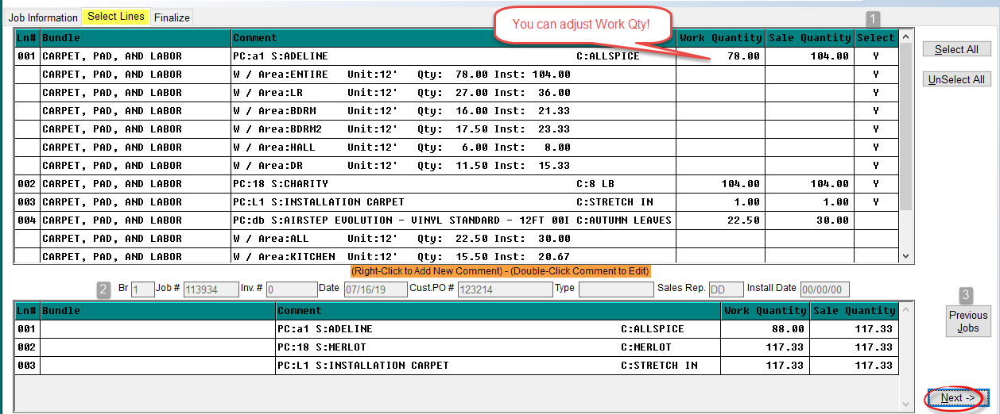 Job Information Select Lines Finalize
You can adjust Work Qty!
1
Ln# Bundle Comment Work Quantity Sale Quantity Select
001 CARPET, PAD, AND LABOR PC:a1 S:ADELINE C:ALLSPICE 78.00 104.00 Y
CARPET, PAD, AND LABOR W / Area:ENTIRE Unit:12' Qty: 78.00 Inst: 104.00 Y
CARPET, PAD, AND LABOR W / Area:LR Unit:12' Qty: 27.00 Inst: 36.00 Y
CARPET, PAD, AND LABOR W / Area:BDRM Unit:12' Qty: 16.00 Inst: 21.33 Y
CARPET, PAD, AND LABOR W / Area:BDRM2 Unit:12' Qty: 17.50 Inst: 23.33 Y
CARPET, PAD, AND LABOR W / Area:HALL Unit:12' Qty: 6.00 Inst: 8.00 Y
CARPET, PAD, AND LABOR W / Area:DR Unit:12' Qty: 11.50 Inst: 15.33 Y
002 CARPET, PAD, AND LABOR PC:18 S:CHARITY C:8 LB 104.00 104.00 Y
003 CARPET, PAD, AND LABOR PC:L1 S:INSTALLATION CARPET C:STRETCH IN 1.00 1.00 Y
004 CARPET, PAD, AND LABOR PC:db S:AIRSTEP EVOLUTION - VINYL STANDARD - 12FT 00I C:AUTUMN LEAVES 22.50 30.00
CARPET, PAD, AND LABOR W / Area:ALL Unit:12' Qty: 22.50 Inst: 30.00
CARPET, PAD, AND LABOR W / Area:KITCHEN Unit:12' Qty: 15.50 Inst: 20.67
Select All
UnSelect All
(Right-Click to Add New Comment) - (Double-Click Comment to Edit)
2 Br 1 Job # 113934 Inv. # 0 Date 07/16/19 Cust.PO # 123214 Type Sales Rep. DD Install Date 00/00/00
Ln# Bundle Comment Work Quantity Sale Quantity
001 PC:a1 S:ADELINE C:ALLSPICE 88.00 117.33
002 PC:18 S:MERLOT C:MERLOT 117.33 117.33
003 PC:L1 S:INSTALLATION CARPET C:STRETCH IN 117.33 117.33
3
Previous
Jobs
Next ->